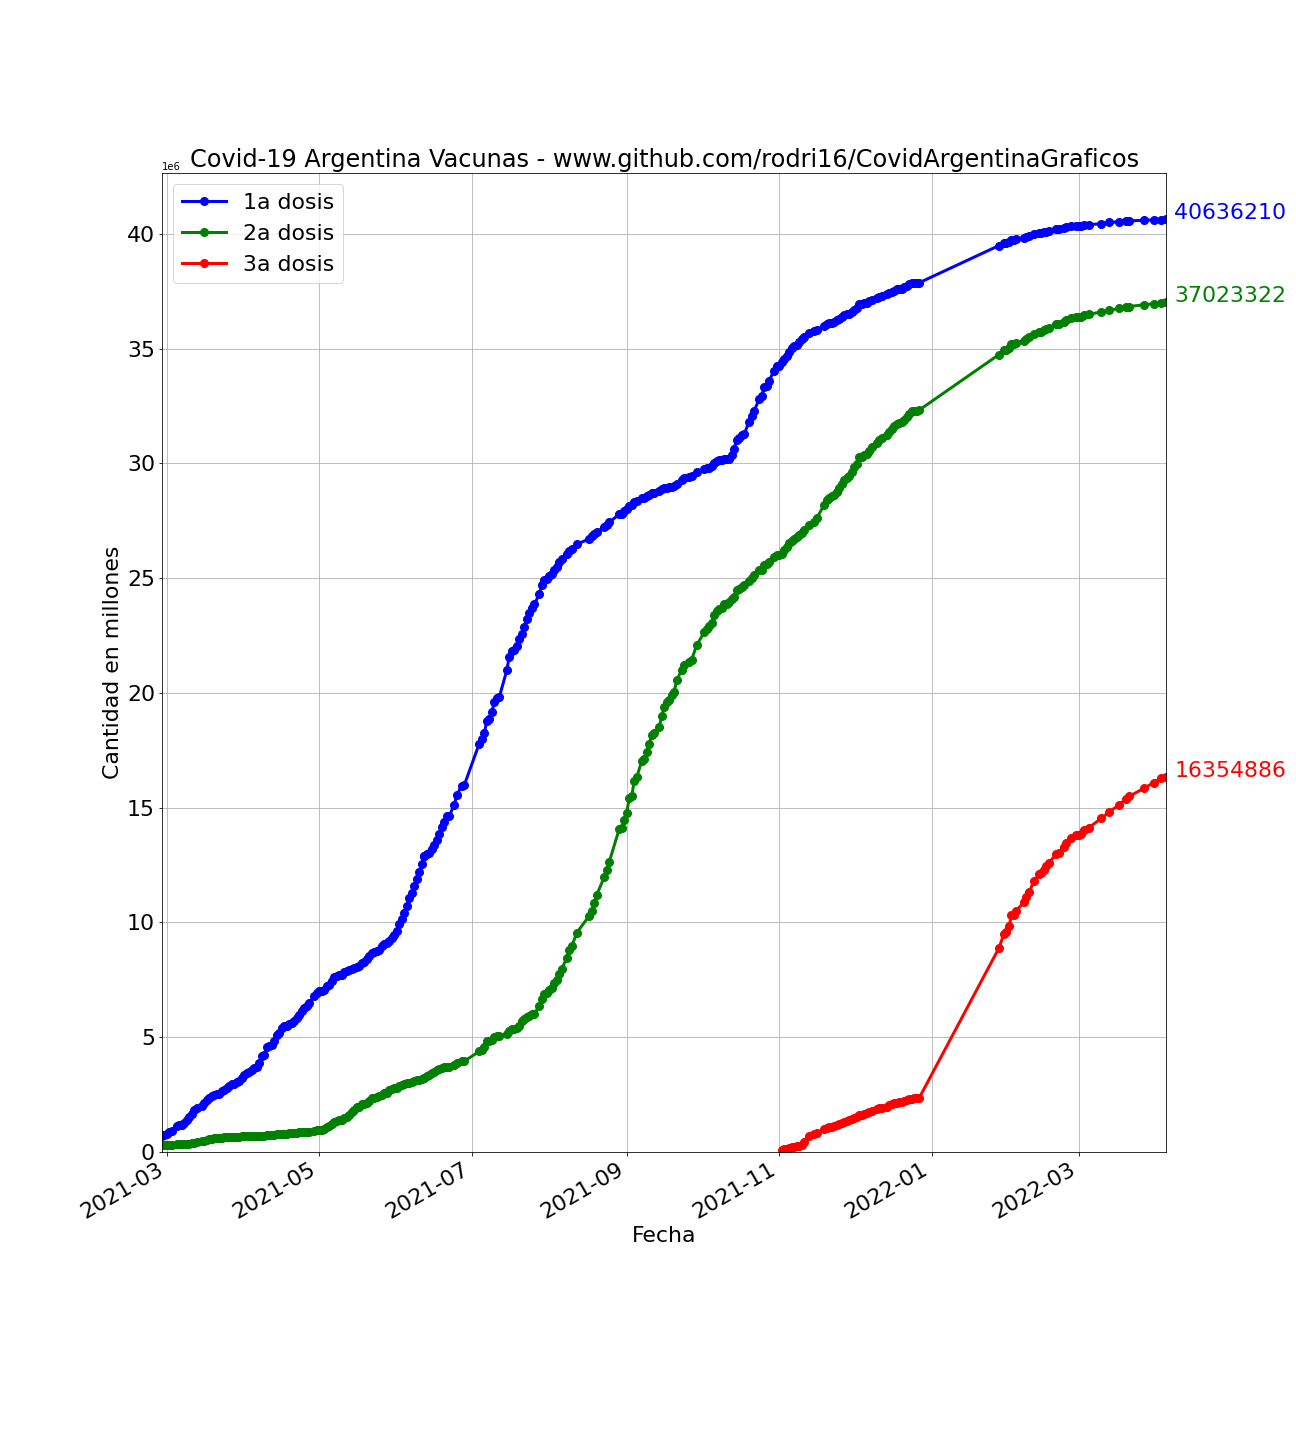 Covid-19 Argentina Vacunas - www.github.com/rodri16/CovidArgentinaGraficos
1e6
1a dosis
2a dosis
3a dosis
40636210
37023322
16354886
40
35
30
25
20
15
10
5
0
Cantidad en millones
2021-03
2021-05
2021-07
2021-09
2021-11
2022-01
2022-03
Fecha